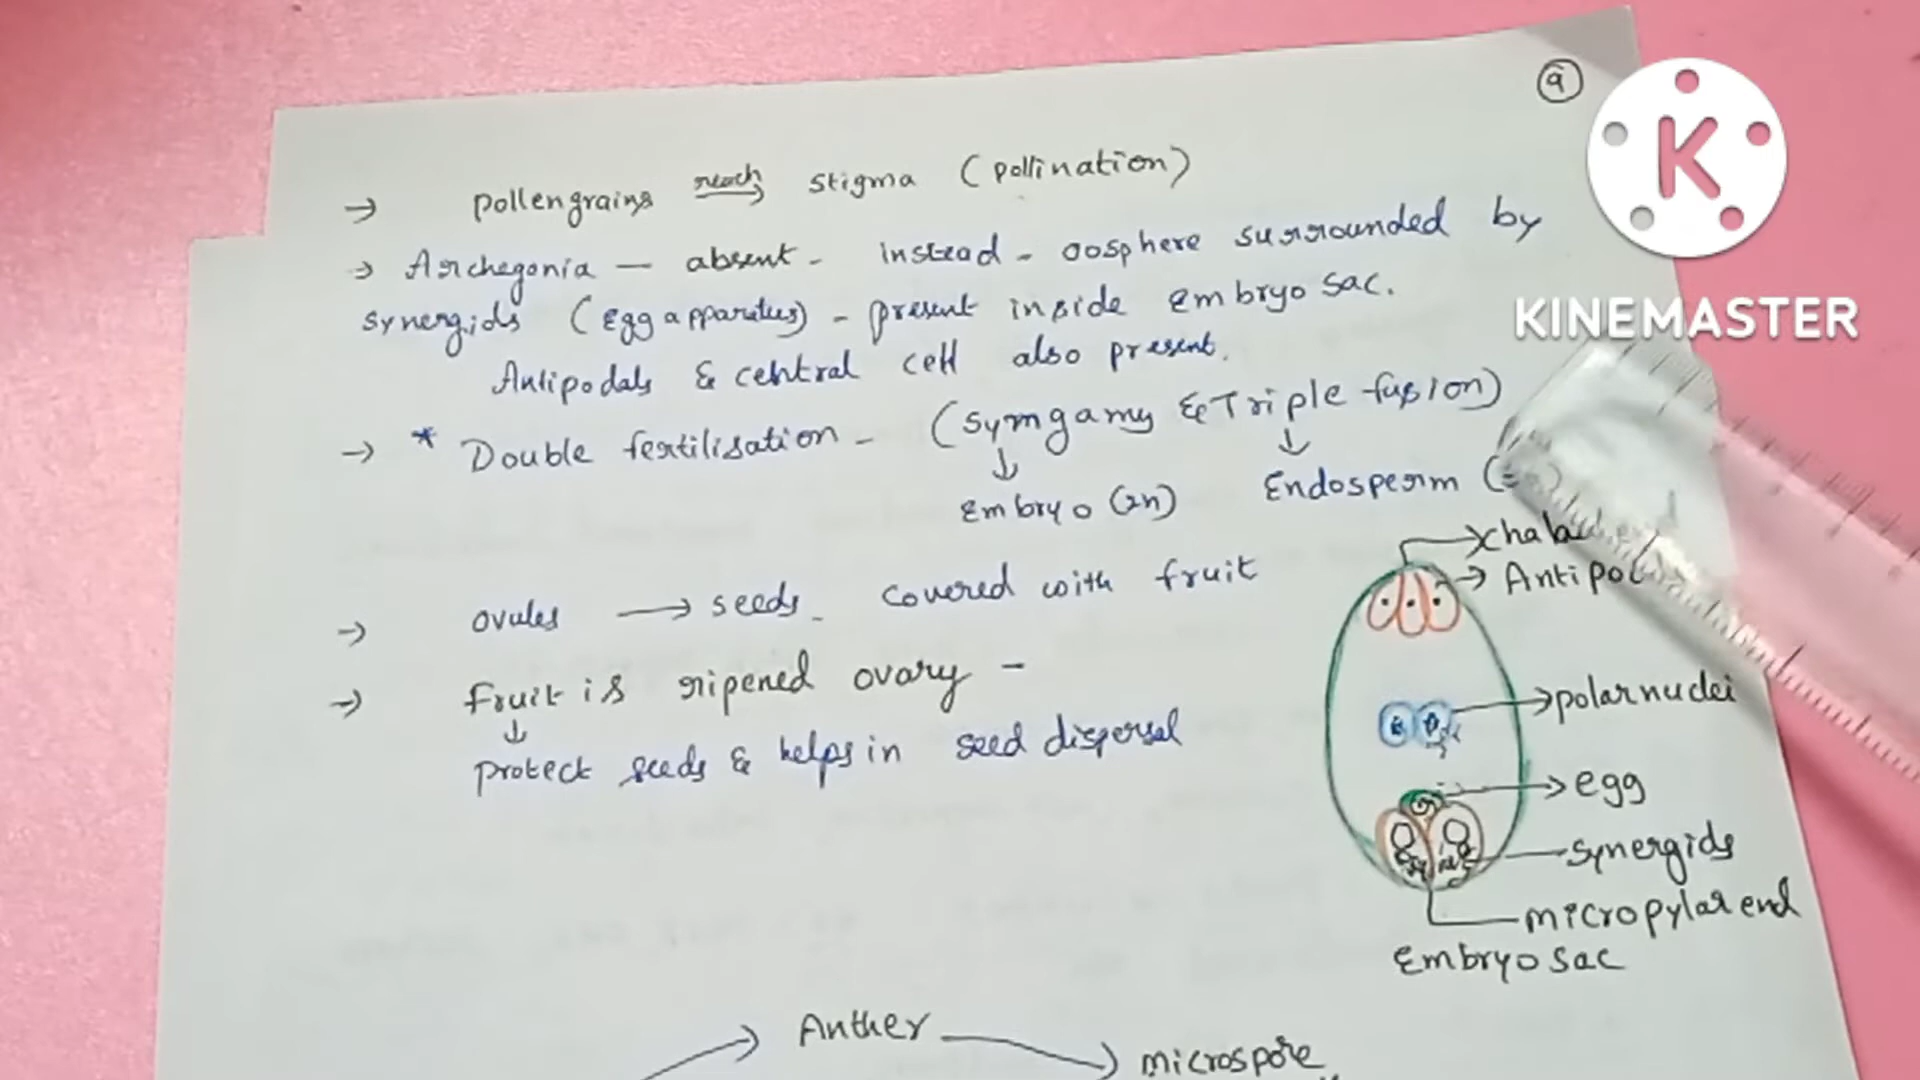 9
→ pollengrains reach stigma (pollination)
→ Archegonia — absent - instead - oosphere surrounded by
synergids (Egg apparatus) - present inside embryo sac.
Antipodals & central cell also present.
→ * Double fertilisation - (symgamy & Triple fusion)
↓ ↓
Embryo (2n) Endosperm
→ ovules → seeds - covered with fruit
→ fruit is ripened ovary -
↓
protect seeds & helps in seed dispersal
→ polar nuclei
→ egg
synergids
micropylar end
Embryo sac
→ Anther → microspore
K
KINEMASTER